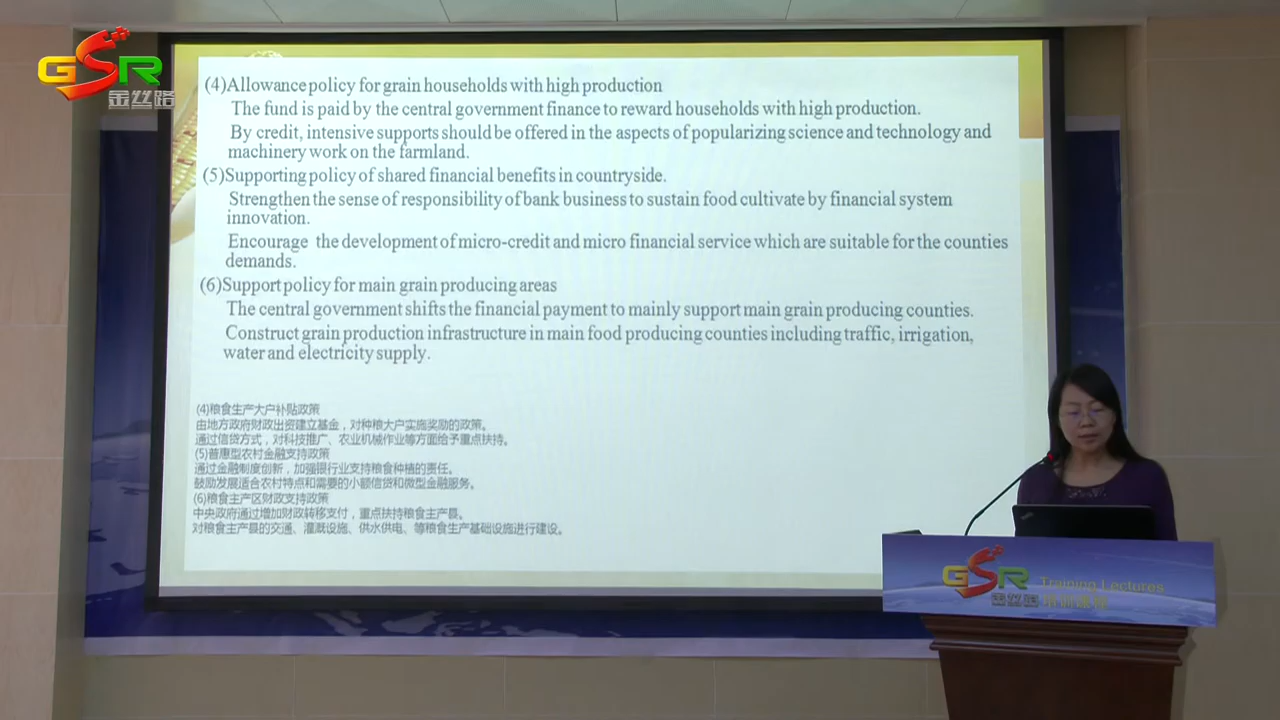 GSR
金丝路
(4)Allowance policy for grain households with high production
The fund is paid by the central government finance to reward households with high production.
By credit, intensive supports should be offered in the aspects of popularizing science and technology and
machinery work on the farmland.
(5)Supporting policy of shared financial benefits in countryside.
Strengthen the sense of responsibility of bank business to sustain food cultivate by financial system
innovation.
Encourage the development of micro-credit and micro financial service which are suitable for the counties
demands.
(6)Support policy for main grain producing areas
The central government shifts the financial payment to mainly support main grain producing counties.
Construct grain production infrastructure in main food producing counties including traffic, irrigation,
water and electricity supply.
(4)粮食生产大户补贴政策
由地方政府财政出资建立基金，对种粮大户实施奖励的政策。
通过信贷方式，对科技推广、农业机械作业等方面给予重点扶持。
(5)普惠型农村金融支持政策
通过金融制度创新，加强银行业支持粮食种植的责任。
鼓励发展适合农村特点和需要的小额信贷和微型金融服务。
(6)粮食主产区财政支持政策
中央政府通过增加财政转移支付，重点扶持粮食主产县。
对粮食主产县的交通、灌溉设施、供水供电、等粮食生产基础设施进行建设。
GSR Training Lectures
金丝路 培训课程